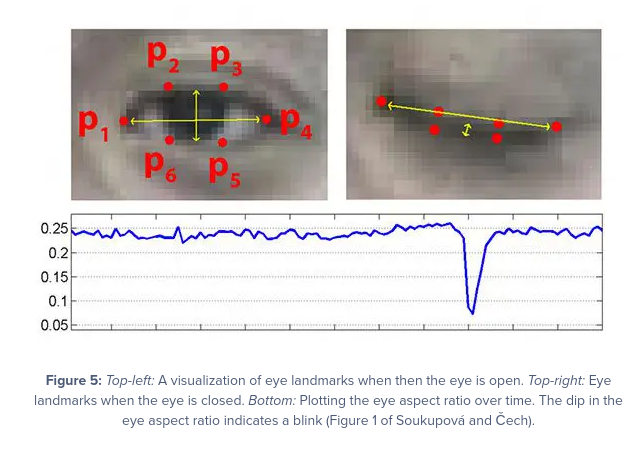 p2 p3
p1 p4
p6 p5
0.25
0.2
0.15
0.1
0.05
Figure 5: Top-left: A visualization of eye landmarks when then the eye is open. Top-right: Eye
landmarks when the eye is closed. Bottom: Plotting the eye aspect ratio over time. The dip in the
eye aspect ratio indicates a blink (Figure 1 of Soukupová and Čech).